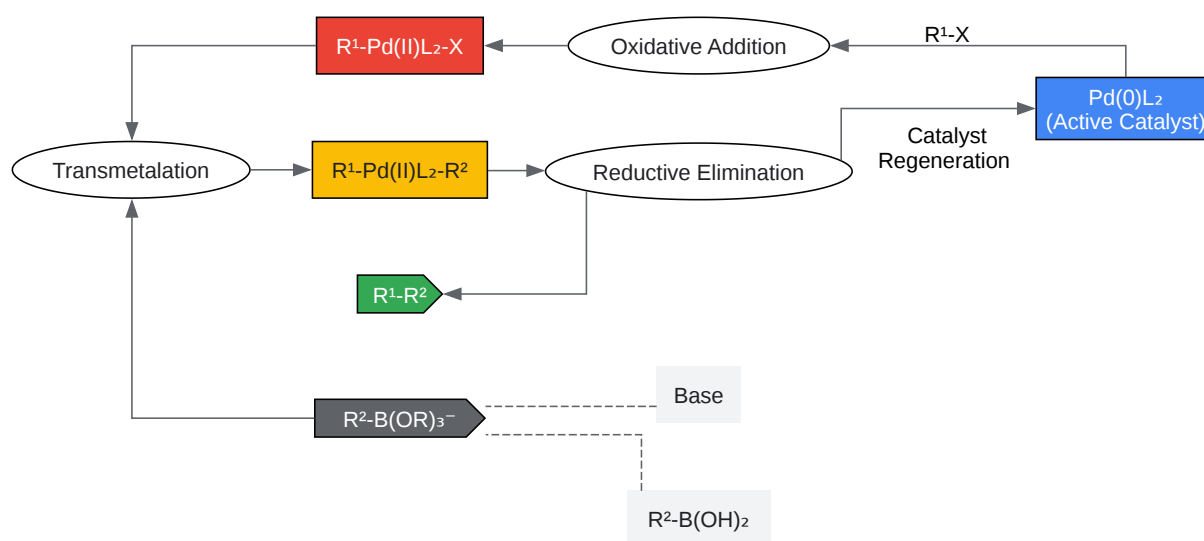 R¹-Pd(II)L₂-X
Oxidative Addition
R¹-X
Pd(0)L₂
(Active Catalyst)
Transmetalation
R¹-Pd(II)L₂-R²
Reductive Elimination
Catalyst
Regeneration
R¹-R²
R²-B(OR)₃⁻
Base
R²-B(OH)₂